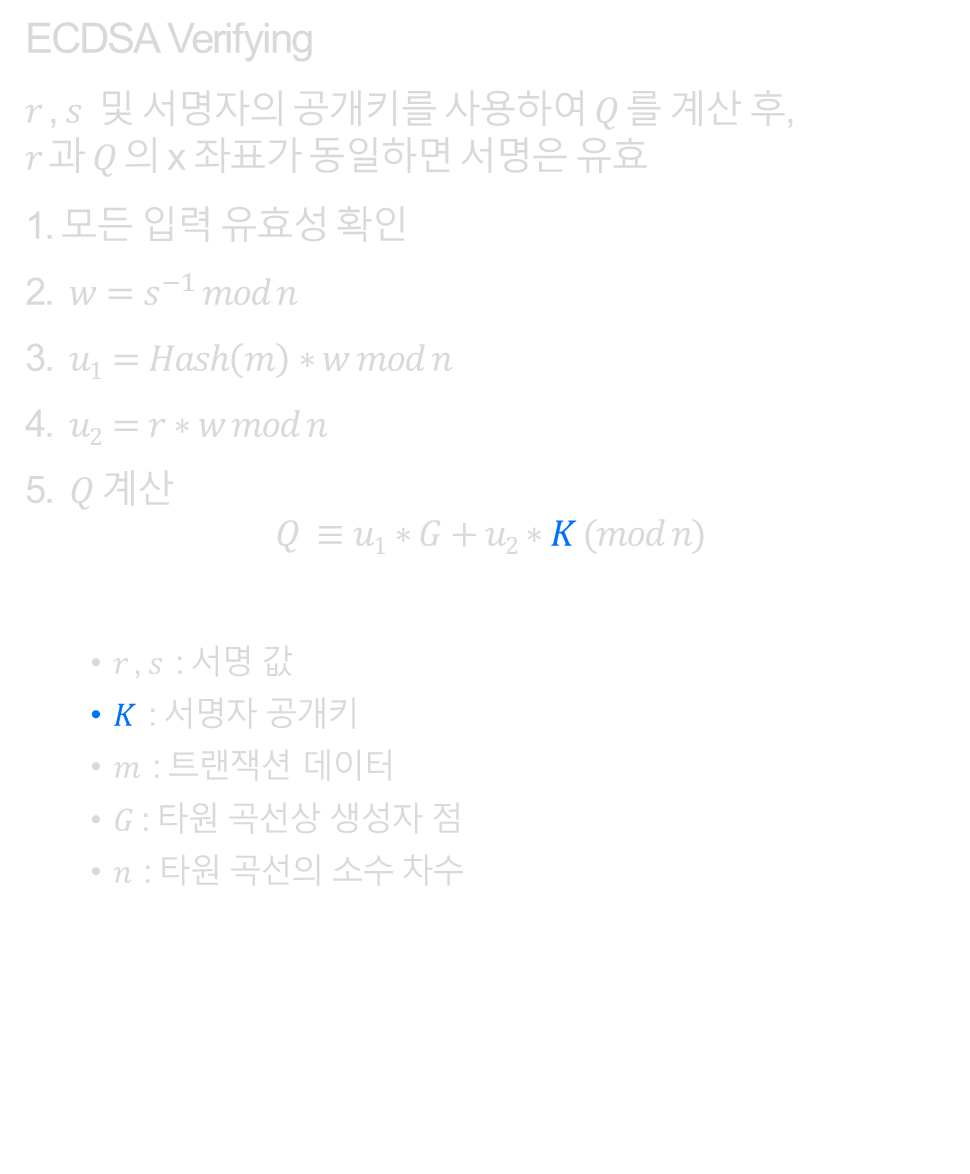 ECDSA Verifying
r , s 및 서명자의 공개키를 사용하여 Q 를 계산 후,
r 과 Q 의 x 좌표가 동일하면 서명은 유효
1. 모든 입력 유효성 확인
2. w = s⁻¹ mod n
3. u₁ = Hash(m) ∗ w mod n
4. u₂ = r ∗ w mod n
5. Q 계산
Q ≡ u₁ ∗ G + u₂ ∗ K (mod n)
• r , s : 서명 값
• K : 서명자 공개키
• m : 트랜잭션 데이터
• G : 타원 곡선상 생성자 점
• n : 타원 곡선의 소수 차수